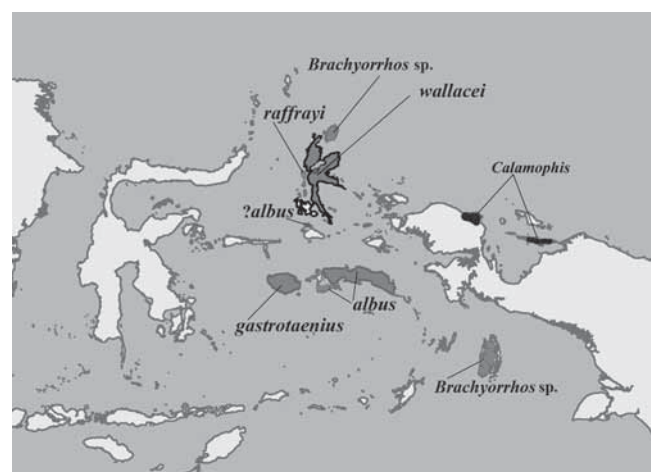 Brachyorrhos sp.
wallacei
raffrayi
Calamophis
?albus
albus
gastrotaenius
Brachyorrhos sp.